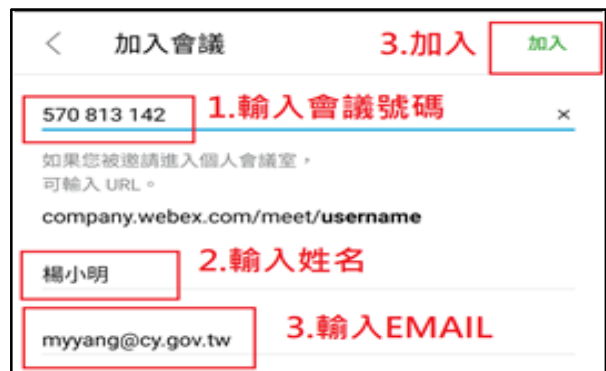 < 加入會議 3.加入 加入
570 813 142 1.輸入會議號碼 ×
如果您被邀請進入個人會議室，
可輸入 URL。
company.webex.com/meet/username
楊小明 2.輸入姓名
myyang@cy.gov.tw 3.輸入EMAIL